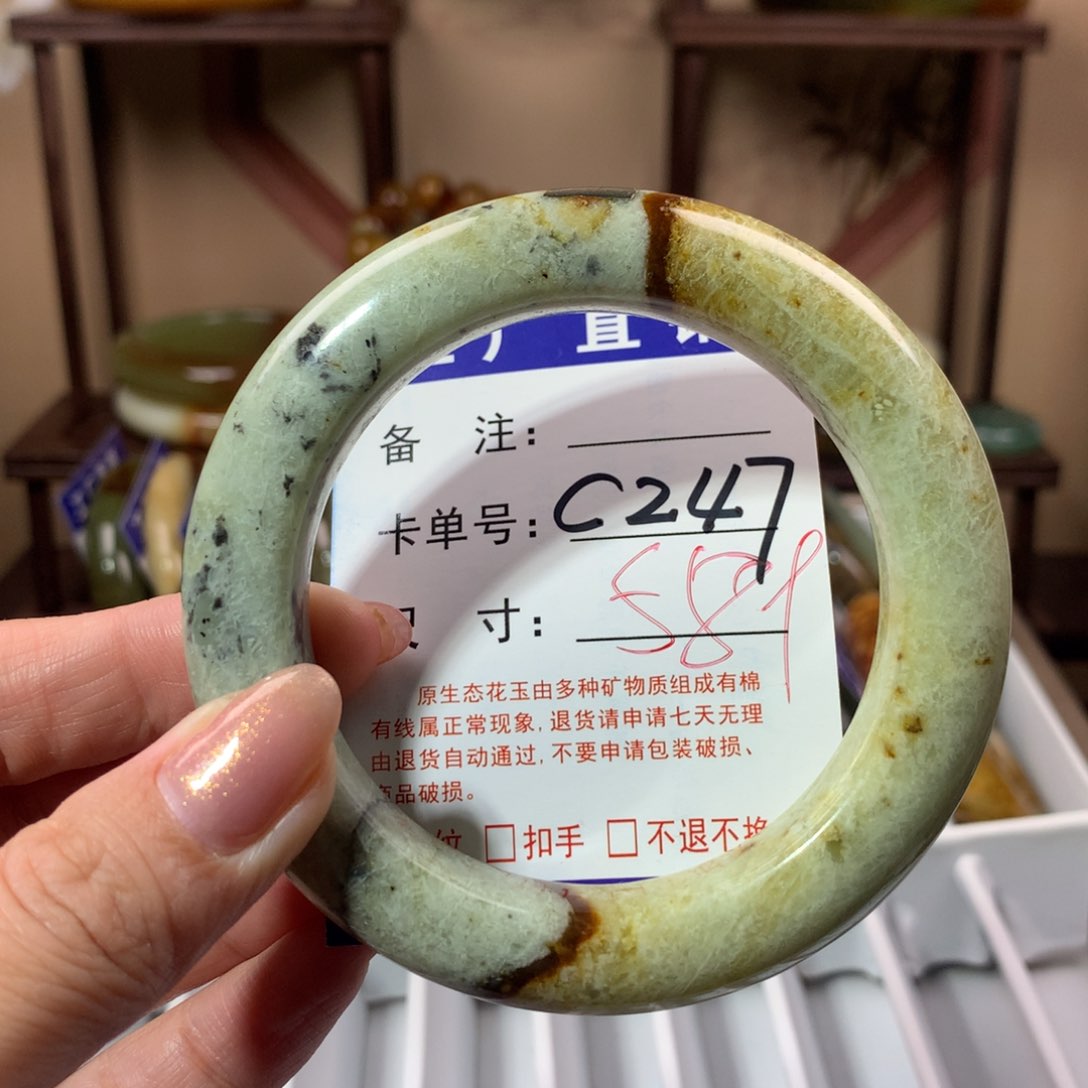 厂 直
备 注:
卡单号: C247
寸: 589
原生态花玉由多种矿物质组成有棉
有线属正常现象, 退货请申请七天无理
由退货自动通过, 不要申请包装破损、
商品破损。
纹 □扣手 □不退不换